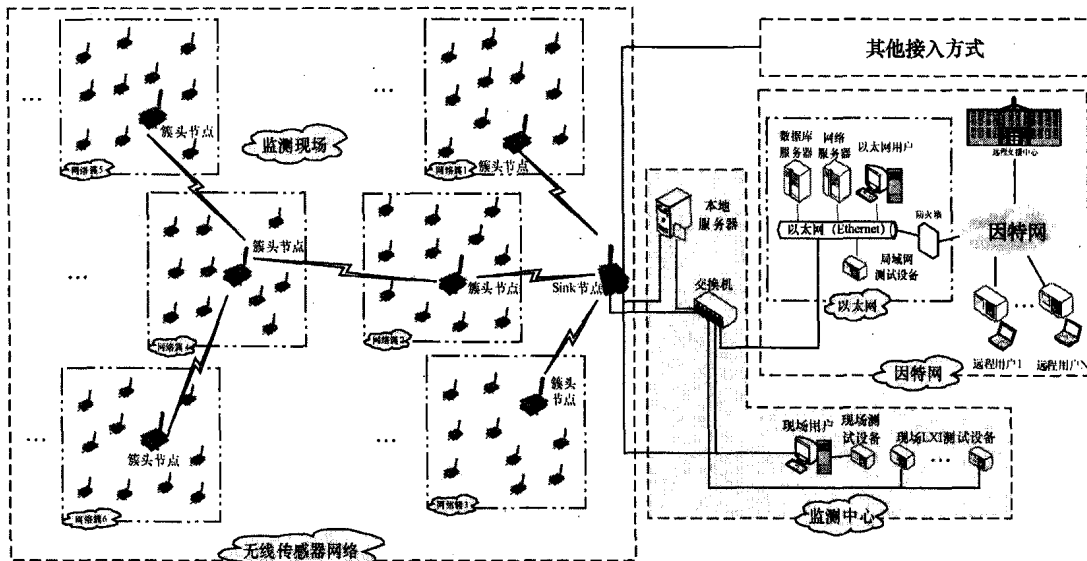 其他接入方式
…
…
簇头节点
监测现场
网络簇5
簇头节点
网络簇1
数据库
服务器
网络
服务器
以太网用户
远程支援中心
本地
服务器
以太网（Ethernet）
防火墙
因特网
局域网
测试设备
以太网
…
簇头节点
簇头节点
Sink节点
交换机
网络簇4
网络簇2
…
远程用户1
远程用户N
因特网
簇头
节点
…
…
簇头节点
网络簇6
网络簇3
现场用户
现场测
试设备
现场LXI测试设备
…
监测中心
无线传感器网络